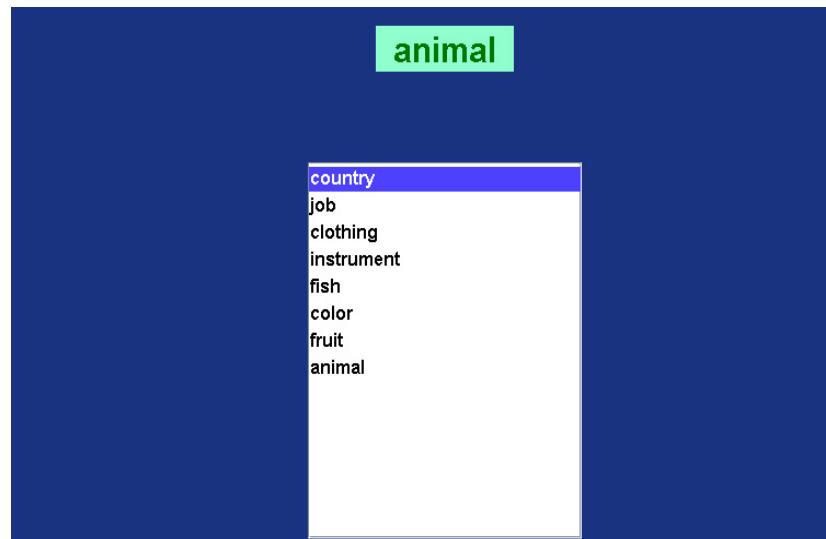 animal
country
job
clothing
instrument
fish
color
fruit
animal